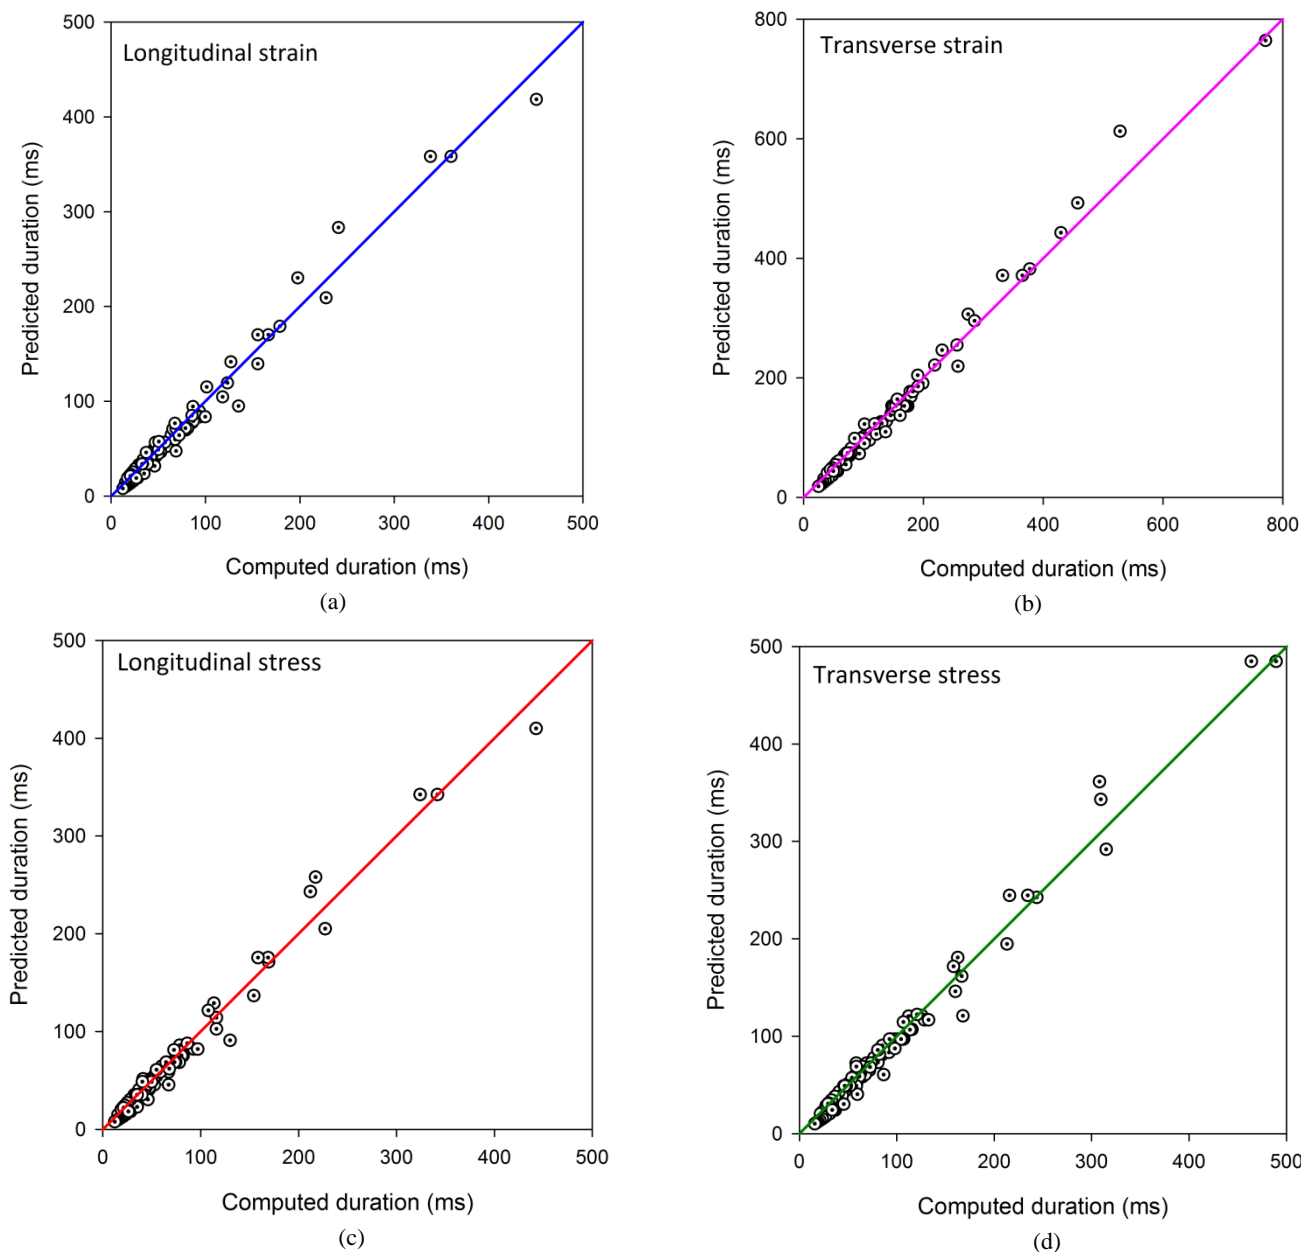 Longitudinal strain
500
400
300
200
100
0
0 100 200 300 400 500
Predicted duration (ms)
Computed duration (ms)
(a)
Transverse strain
800
600
400
200
0
0 200 400 600 800
Predicted duration (ms)
Computed duration (ms)
(b)
Longitudinal stress
500
400
300
200
100
0
0 100 200 300 400 500
Predicted duration (ms)
Computed duration (ms)
(c)
Transverse stress
500
400
300
200
100
0
0 100 200 300 400 500
Predicted duration (ms)
Computed duration (ms)
(d)